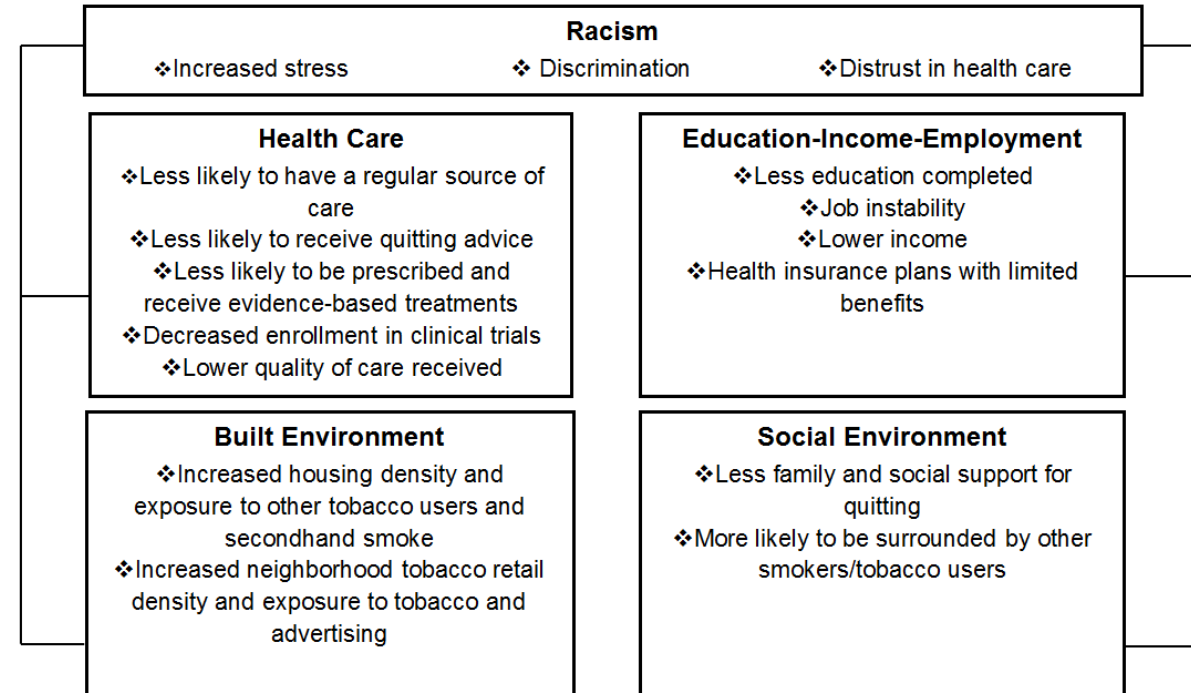 Racism
❖Increased stress ❖ Discrimination ❖Distrust in health care
Health Care
❖Less likely to have a regular source of
care
❖Less likely to receive quitting advice
❖Less likely to be prescribed and
receive evidence-based treatments
❖Decreased enrollment in clinical trials
❖Lower quality of care received
Education-Income-Employment
❖Less education completed
❖Job instability
❖Lower income
❖Health insurance plans with limited
benefits
Built Environment
❖Increased housing density and
exposure to other tobacco users and
secondhand smoke
❖Increased neighborhood tobacco retail
density and exposure to tobacco and
advertising
Social Environment
❖Less family and social support for
quitting
❖More likely to be surrounded by other
smokers/tobacco users